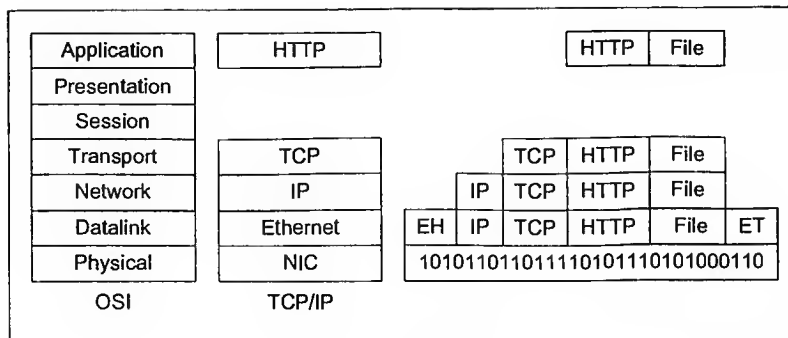 Application HTTP HTTP File
Presentation
Session
Transport TCP TCP HTTP File
Network IP IP TCP HTTP File
Datalink Ethernet EH IP TCP HTTP File ET
Physical NIC 10101101101111010111010100011​0
OSI TCP/IP